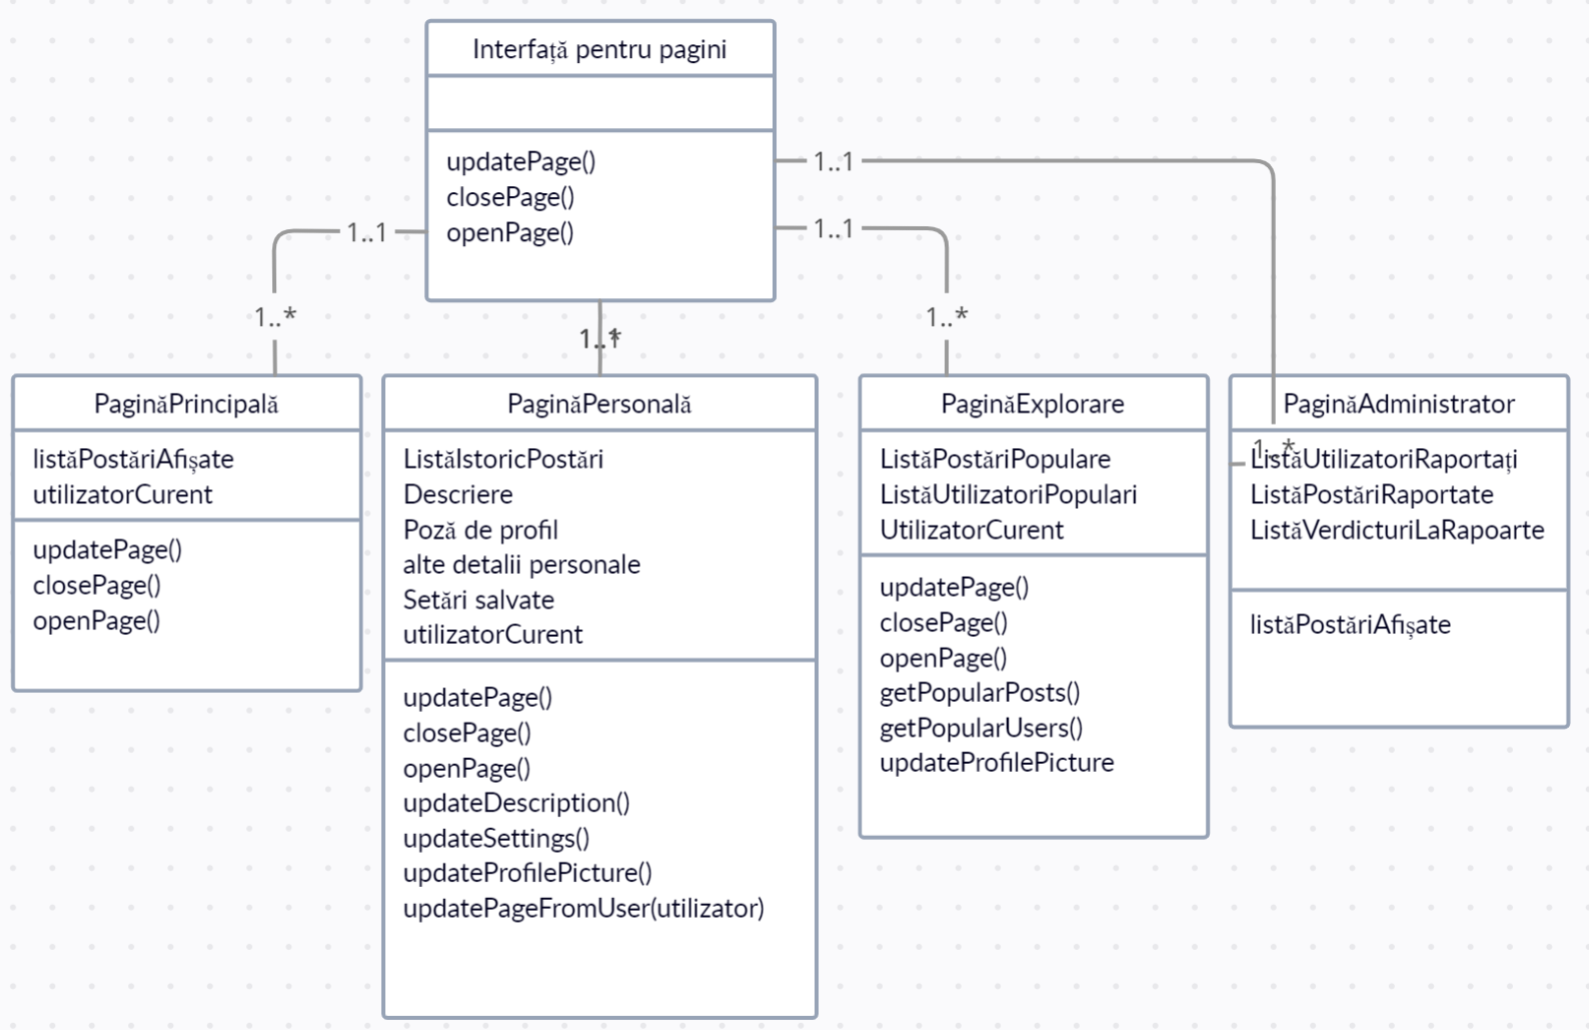 Interfață pentru pagini
updatePage()
closePage()
openPage()
1..1
1..1
1..1
1..*
1..*
1..*
PaginăPrincipală
listăPostăriAfișate
utilizatorCurent
updatePage()
closePage()
openPage()
PaginăPersonală
ListăIstoricPostări
Descriere
Poză de profil
alte detalii personale
Setări salvate
utilizatorCurent
updatePage()
closePage()
openPage()
updateDescription()
updateSettings()
updateProfilePicture()
updatePageFromUser(utilizator)
PaginăExplorare
ListăPostăriPopulare
ListăUtilizatoriPopulari
UtilizatorCurent
updatePage()
closePage()
openPage()
getPopularPosts()
getPopularUsers()
updateProfilePicture
PaginăAdministrator
ListăUtilizatoriRaportați
ListăPostăriRaportate
ListăVerdicturiLaRapoarte
listăPostăriAfișate